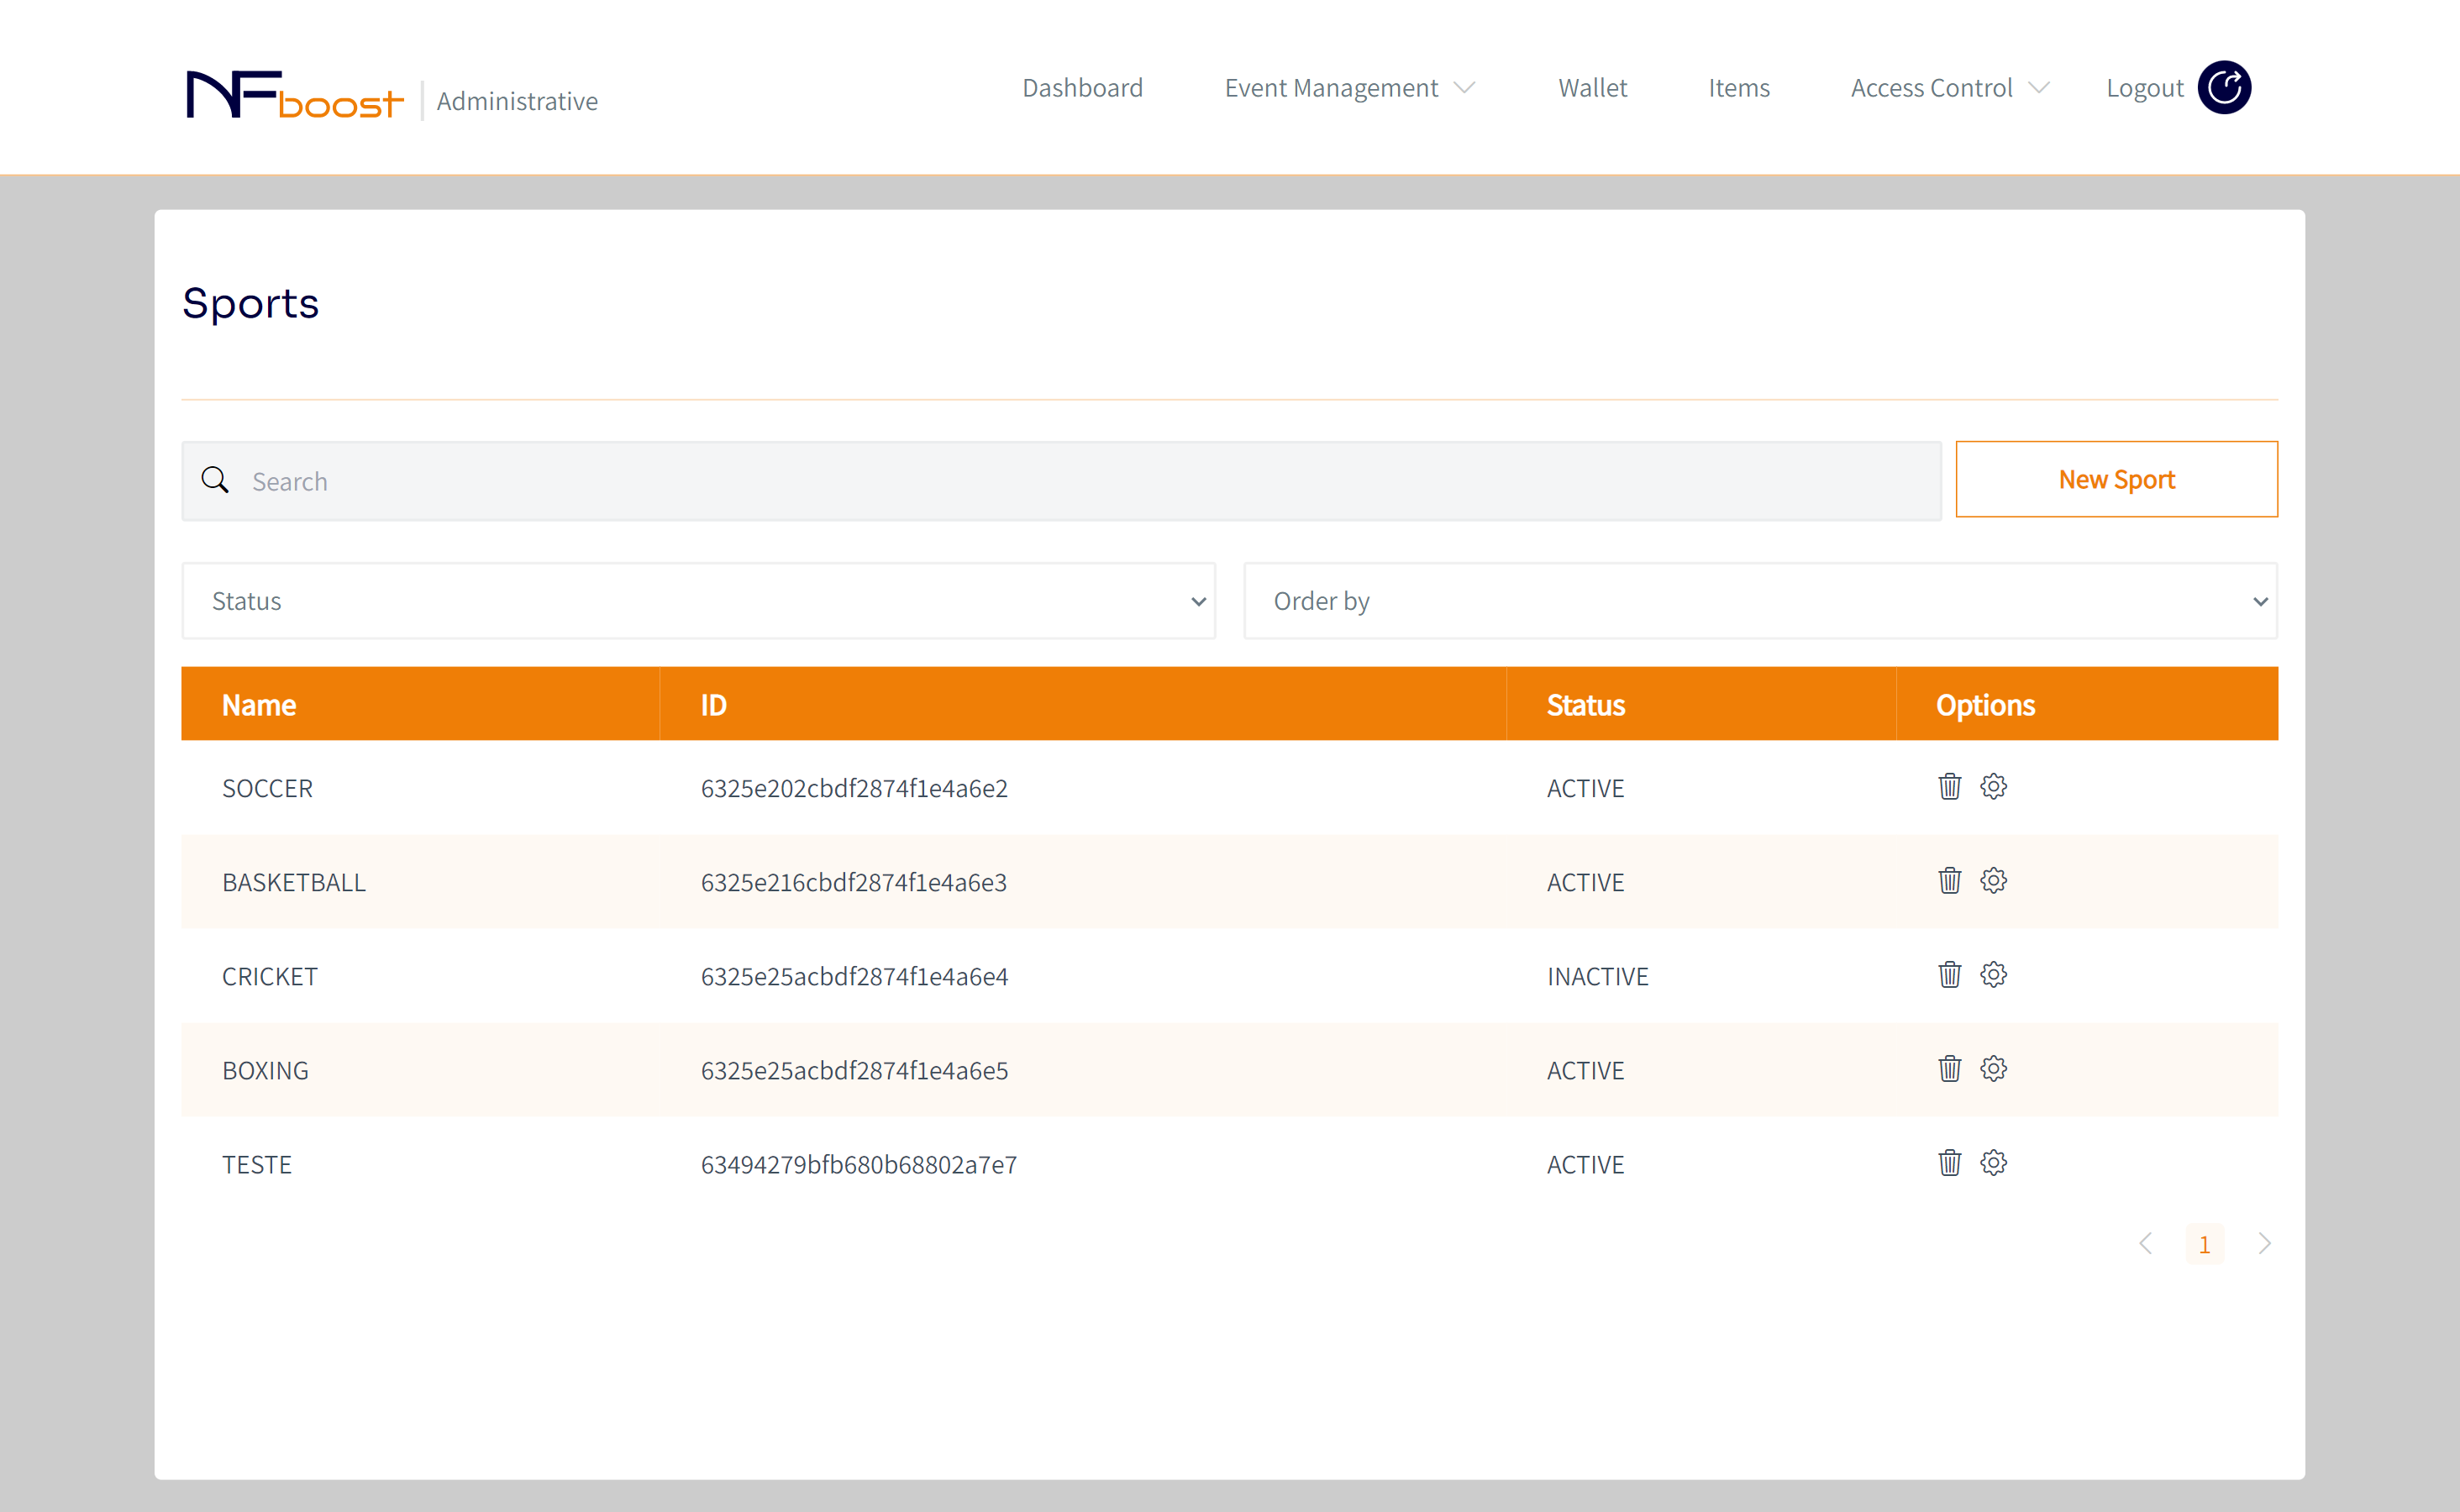 NFboost Administrative Dashboard Event Management Wallet Items Access Control Logout
Sports
Search New Sport
Status Order by
Name ID Status Options
SOCCER 6325e202cbdf2874f1e4a6e2 ACTIVE
BASKETBALL 6325e216cbdf2874f1e4a6e3 ACTIVE
CRICKET 6325e25acbdf2874f1e4a6e4 INACTIVE
BOXING 6325e25acbdf2874f1e4a6e5 ACTIVE
TESTE 63494279bfb680b68802a7e7 ACTIVE
1